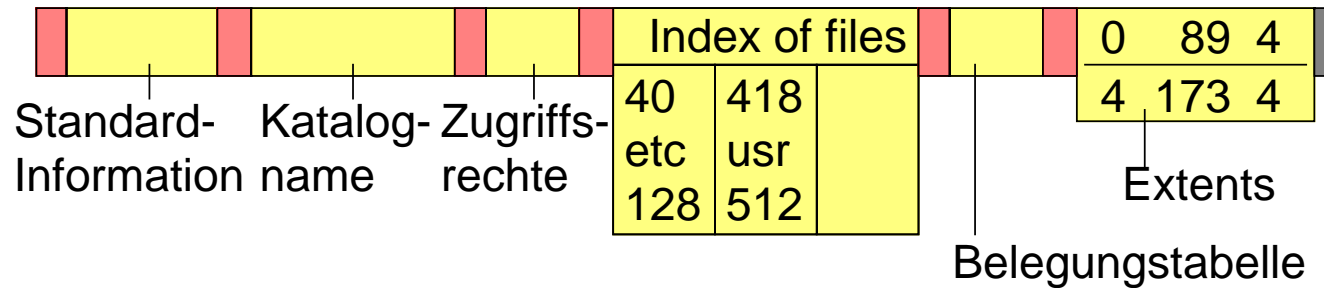 Index of files
0 89 4
4 173 4
40 418
etc usr
128 512
Standard-
Information
Katalog-
name
Zugriffs-
rechte
Extents
Belegungstabelle